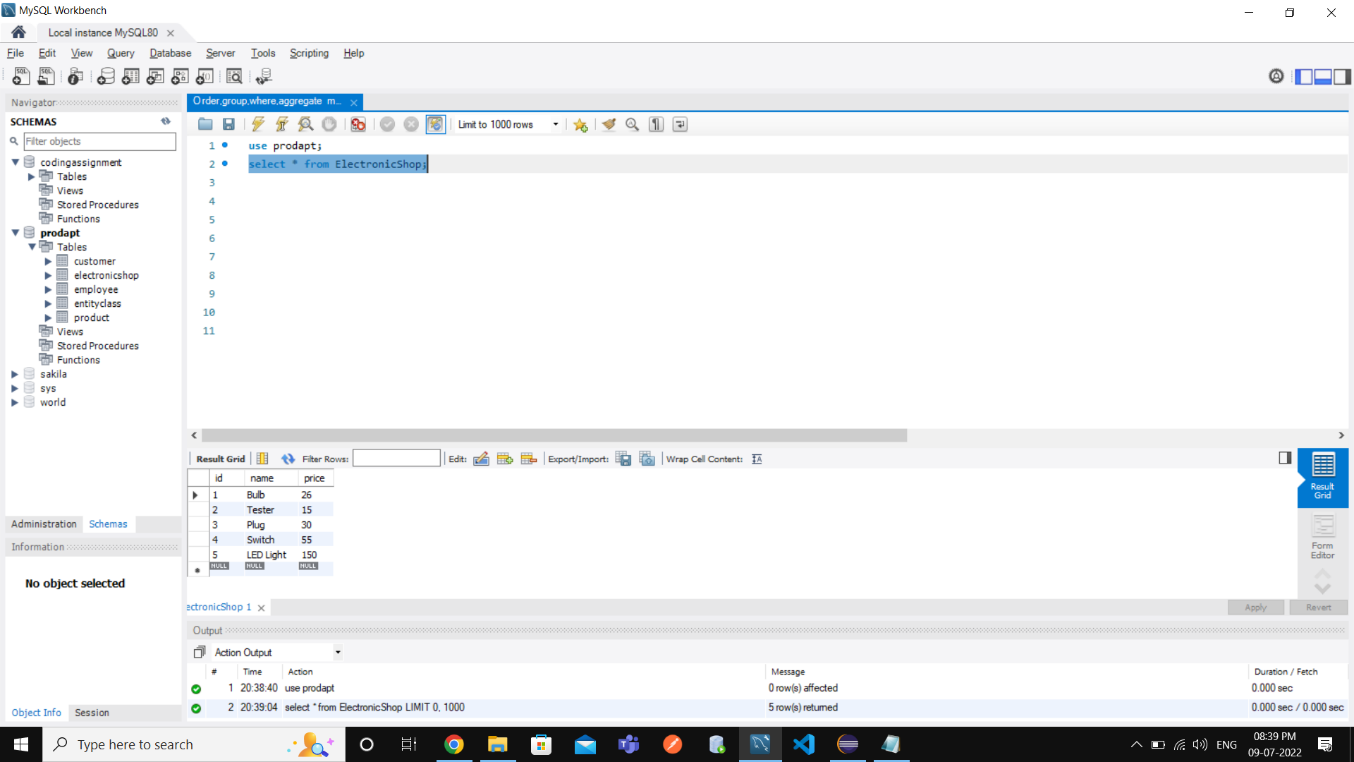 MySQL Workbench
Local instance MySQL80
File Edit View Query Database Server Tools Scripting Help
Navigator
SCHEMAS
Filter objects
codingassignment
Tables
Views
Stored Procedures
Functions
prodapt
Tables
customer
electronicshop
employee
entityclass
product
Views
Stored Procedures
Functions
sakila
sys
world
Administration Schemas
Information
No object selected
Object Info Session
Order,group,where,aggregate m...
Limit to 1000 rows
1 use prodapt;
2 select * from ElectronicShop;
3
4
5
6
7
8
9
10
11
Result Grid Filter Rows: Edit: Export/Import: Wrap Cell Content:
id name price
1 Bulb 26
2 Tester 15
3 Plug 30
4 Switch 55
5 LED Light 150
NULL NULL NULL
Result
Grid
Form
Editor
ectronicShop 1
Apply Revert
Output
Action Output
# Time Action Message Duration / Fetch
1 20:38:40 use prodapt 0 row(s) affected 0.000 sec
2 20:39:04 select * from ElectronicShop LIMIT 0, 1000 5 row(s) returned 0.000 sec / 0.000 sec
Type here to search
ENG
08:39 PM
09-07-2022